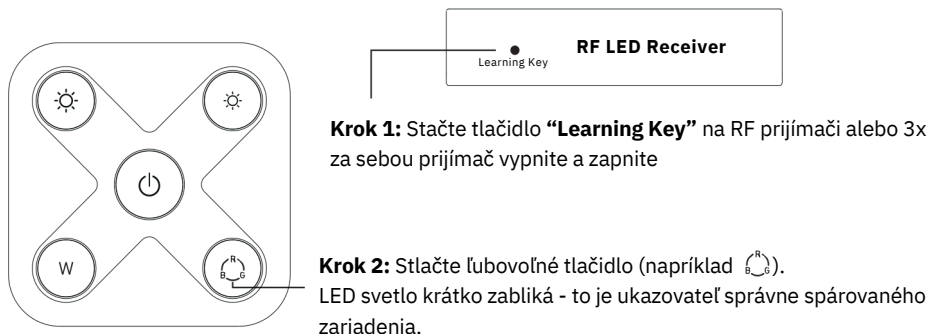 RF LED Receiver
Learning Key
Krok 1: Stačte tlačidlo “Learning Key” na RF prijímači alebo 3x
za sebou prijímač vypnite a zapnite
W
R
B G
Krok 2: Stlačte ľubovoľné tlačidlo (napríklad R B G).
LED svetlo krátko zabliká - to je ukazovateľ správne spárovaného
zariadenia.